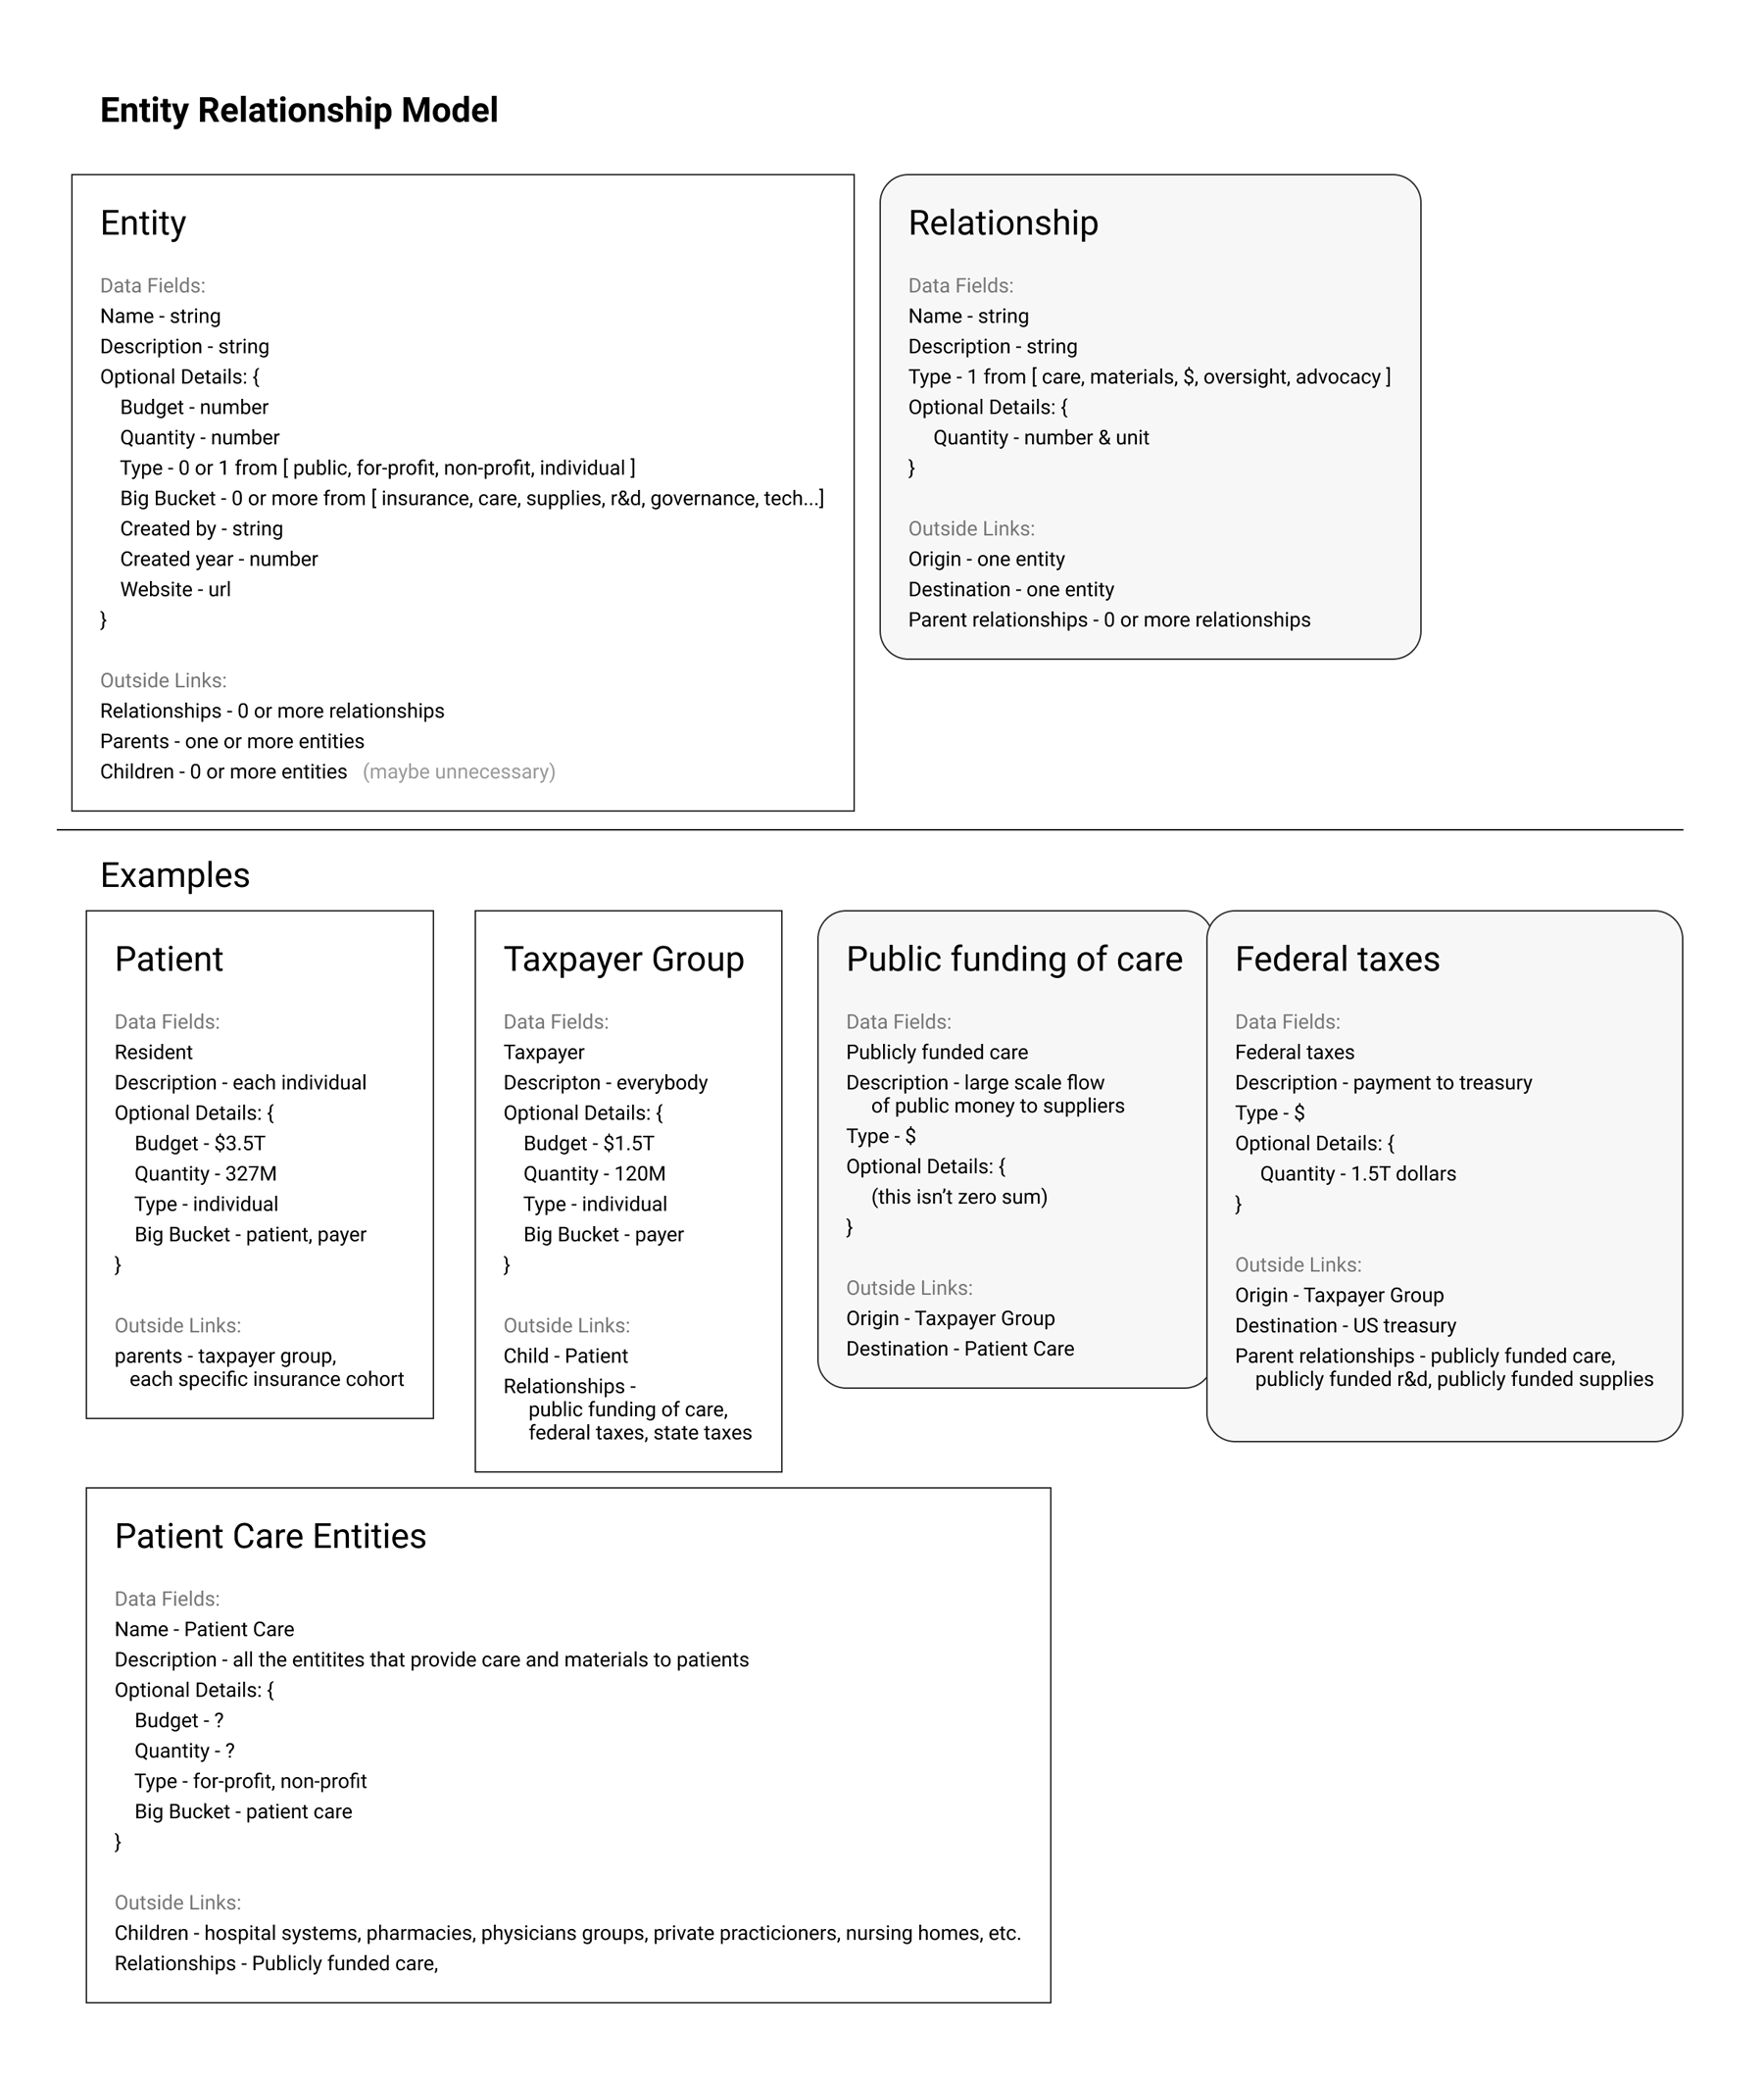 Entity Relationship Model
Entity
Data Fields:
Name - string
Description - string
Optional Details: {
Budget - number
Quantity - number
Type - 0 or 1 from [ public, for-profit, non-profit, individual ]
Big Bucket - 0 or more from [ insurance, care, supplies, r&d, governance, tech...]
Created by - string
Created year - number
Website - url
}
Outside Links:
Relationships - 0 or more relationships
Parents - one or more entities
Children - 0 or more entities (maybe unnecessary)
Relationship
Data Fields:
Name - string
Description - string
Type - 1 from [ care, materials, $, oversight, advocacy ]
Optional Details: {
Quantity - number & unit
}
Outside Links:
Origin - one entity
Destination - one entity
Parent relationships - 0 or more relationships
Examples
Patient
Data Fields:
Resident
Description - each individual
Optional Details: {
Budget - $3.5T
Quantity - 327M
Type - individual
Big Bucket - patient, payer
}
Outside Links:
parents - taxpayer group,
each specific insurance cohort
Taxpayer Group
Data Fields:
Taxpayer
Descripton - everybody
Optional Details: {
Budget - $1.5T
Quantity - 120M
Type - individual
Big Bucket - payer
}
Outside Links:
Child - Patient
Relationships -
public funding of care,
federal taxes, state taxes
Public funding of care
Data Fields:
Publicly funded care
Description - large scale flow
of public money to suppliers
Type - $
Optional Details: {
(this isn’t zero sum)
}
Outside Links:
Origin - Taxpayer Group
Destination - Patient Care
Federal taxes
Data Fields:
Federal taxes
Description - payment to treasury
Type - $
Optional Details: {
Quantity - 1.5T dollars
}
Outside Links:
Origin - Taxpayer Group
Destination - US treasury
Parent relationships - publicly funded care,
publicly funded r&d, publicly funded supplies
Patient Care Entities
Data Fields:
Name - Patient Care
Description - all the entitites that provide care and materials to patients
Optional Details: {
Budget - ?
Quantity - ?
Type - for-profit, non-profit
Big Bucket - patient care
}
Outside Links:
Children - hospital systems, pharmacies, physicians groups, private practicioners, nursing homes, etc.
Relationships - Publicly funded care,